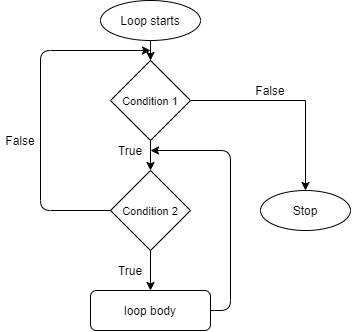 Loop starts
Condition 1
False
True
False
Condition 2
Stop
True
loop body